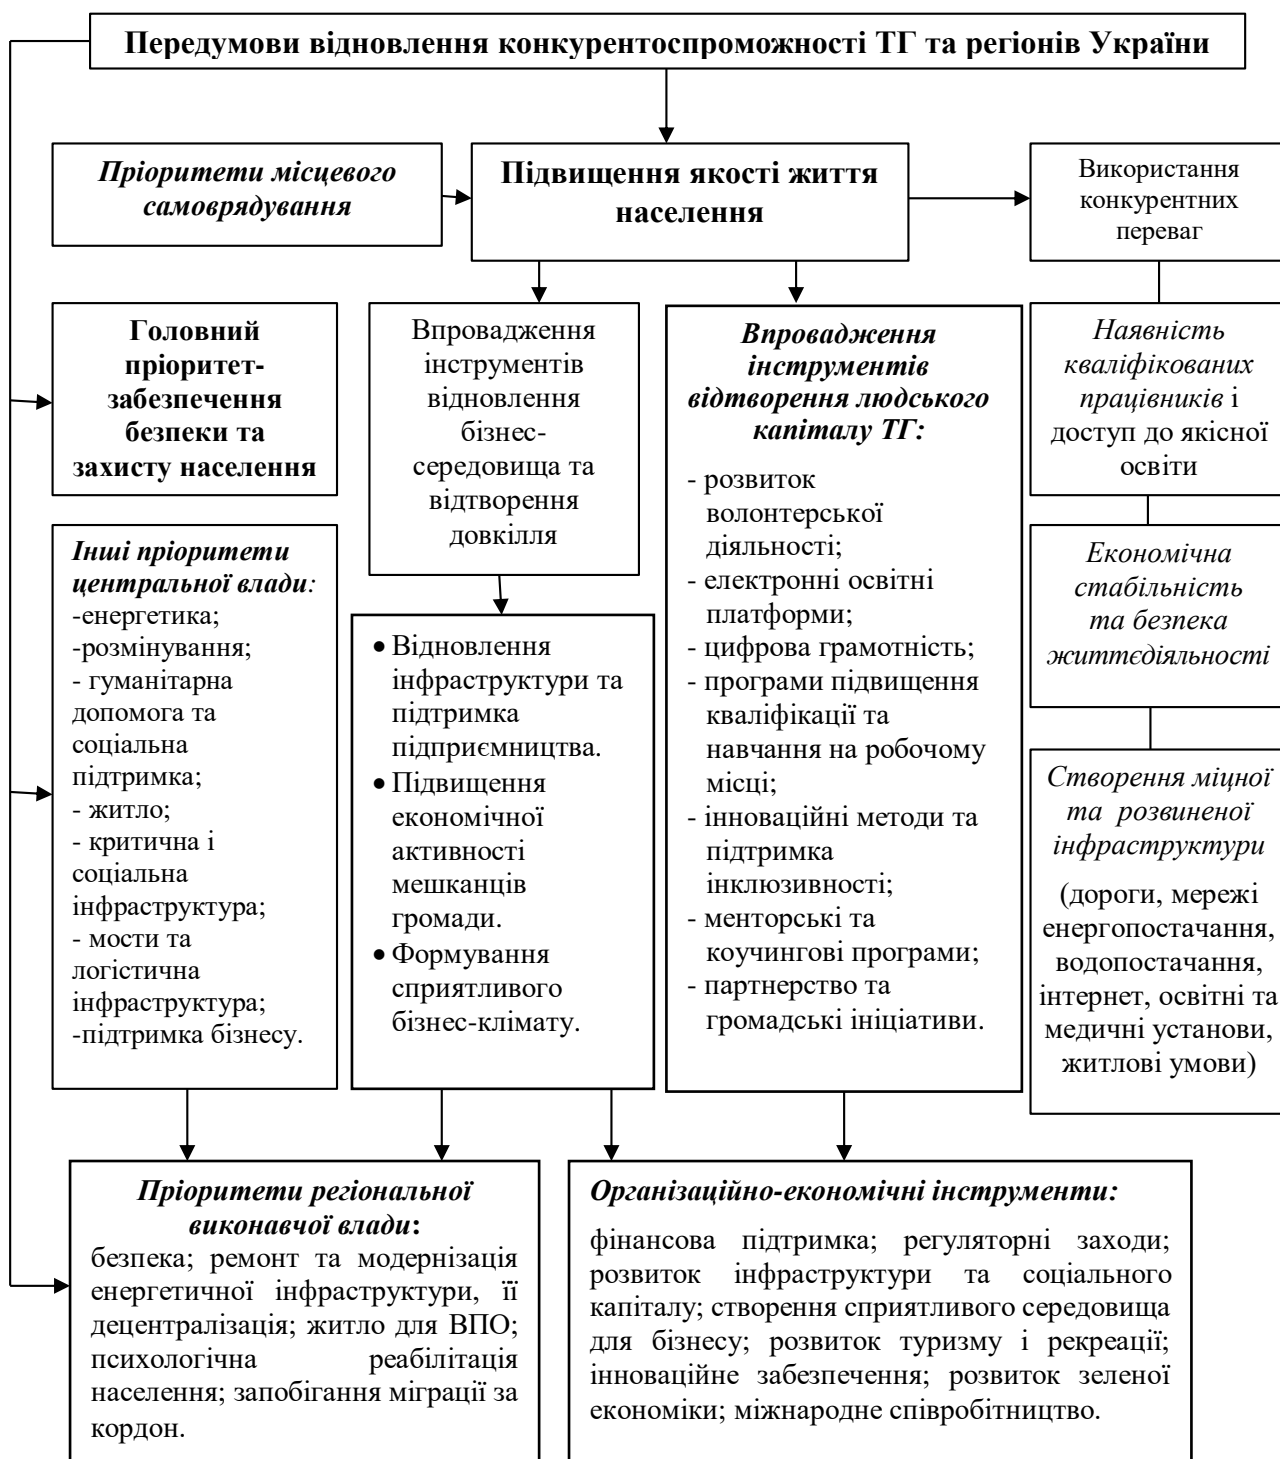 Передумови відновлення конкурентоспроможності ТГ та регіонів України
Пріоритети місцевого
самоврядування
Підвищення якості життя
населення
Використання
конкурентних
переваг
Головний
пріоритет-
забезпечення
безпеки та
захисту населення
Впровадження
інструментів
відновлення
бізнес-
середовища та
відтворення
довкілля
Впровадження
інструментів
відтворення людського
капіталу ТГ:
- розвиток
волонтерської
діяльності;
- електронні освітні
платформи;
- цифрова грамотність;
- програми підвищення
кваліфікації та
навчання на робочому
місці;
- інноваційні методи та
підтримка
інклюзивності;
- менторські та
коучингові програми;
- партнерство та
громадські ініціативи.
Наявність
кваліфікованих
працівників і
доступ до якісної
освіти
Інші пріоритети
центральної влади:
-енергетика;
-розмінування;
- гуманітарна
допомога та
соціальна
підтримка;
- житло;
- критична і
соціальна
інфраструктура;
- мости та
логістична
інфраструктура;
-підтримка бізнесу.
• Відновлення
інфраструктури та
підтримка
підприємництва.
• Підвищення
економічної
активності
мешканців
громади.
• Формування
сприятливого
бізнес-клімату.
Економічна
стабільність
та безпека
життєдіяльності
Створення міцної
та розвиненої
інфраструктури
(дороги, мережі
енергопостачання,
водопостачання,
інтернет, освітні та
медичні установи,
житлові умови)
Пріоритети регіональної
виконавчої влади:
безпека; ремонт та модернізація
енергетичної інфраструктури, її
децентралізація; житло для ВПО;
психологічна реабілітація
населення; запобігання міграції за
кордон.
Організаційно-економічні інструменти:
фінансова підтримка; регуляторні заходи;
розвиток інфраструктури та соціального
капіталу; створення сприятливого середовища
для бізнесу; розвиток туризму і рекреації;
інноваційне забезпечення; розвиток зеленої
економіки; міжнародне співробітництво.